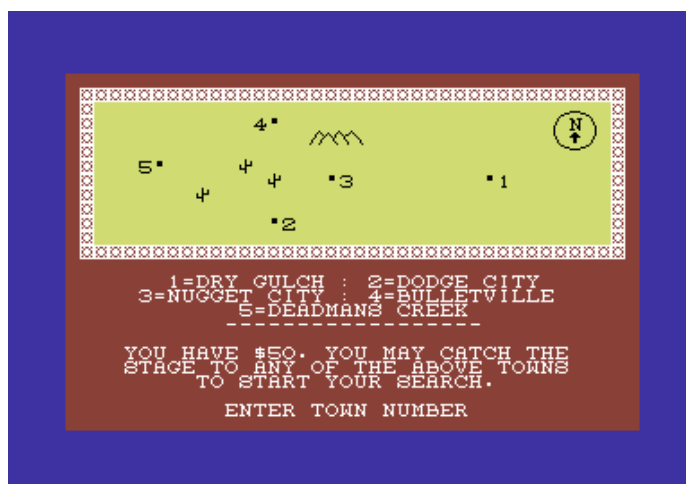 4
N
5
3
1
2
1=DRY GULCH : 2=DODGE CITY
3=NUGGET CITY : 4=BULLETVILLE
5=DEADMANS CREEK
------------------
YOU HAVE $50. YOU MAY CATCH THE
STAGE TO ANY OF THE ABOVE TOWNS
TO START YOUR SEARCH.
ENTER TOWN NUMBER